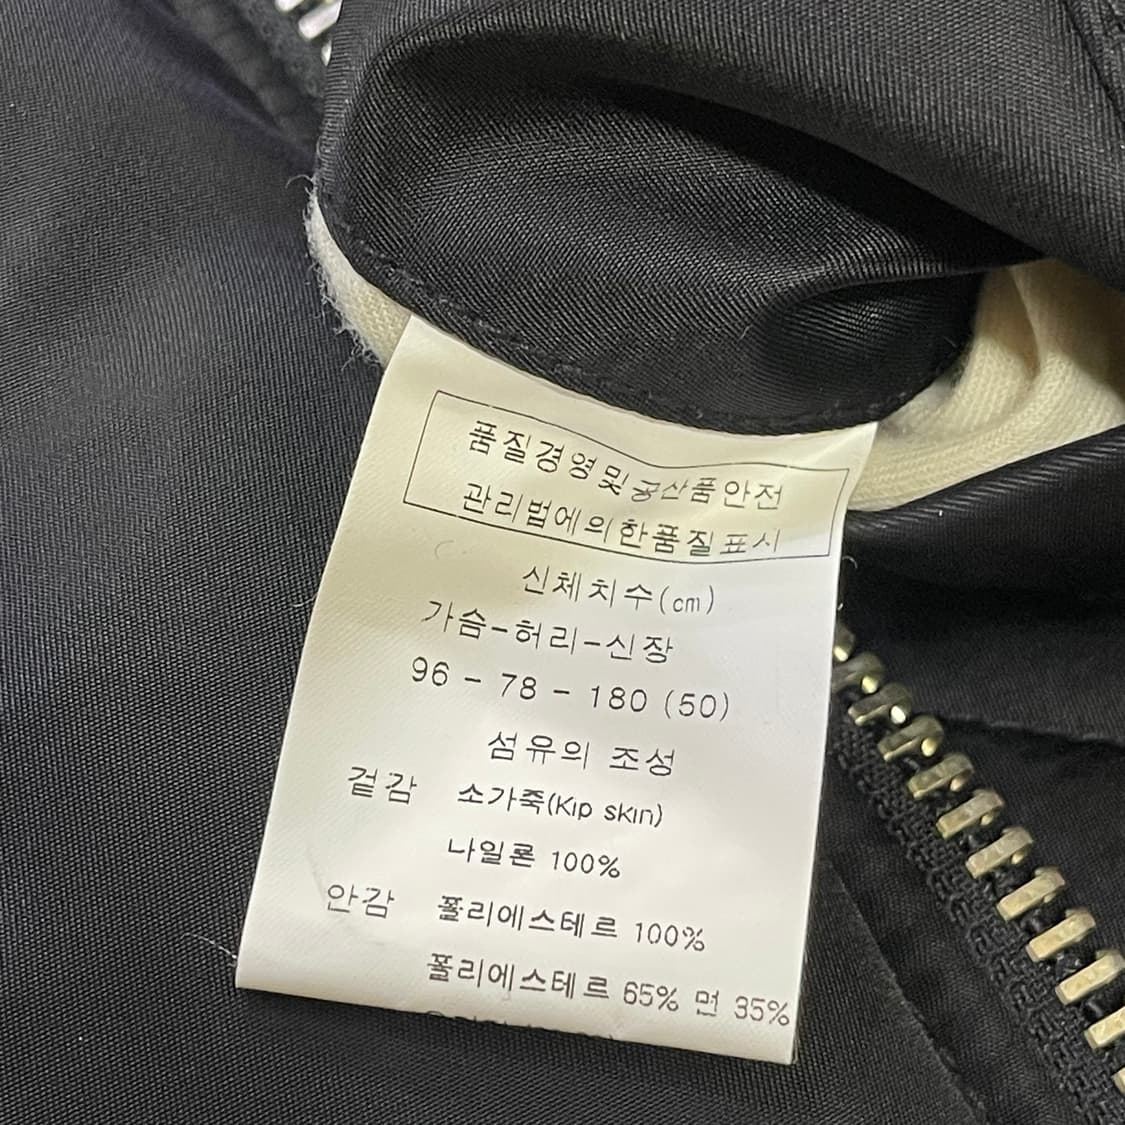 품질경영및공산품안전
관리법에의한품질표시
신체치수(cm)
가슴-허리-신장
96 - 78 - 180 (50)
섬유의 조성
겉감 소가죽(Kip skin)
나일론 100%
안감 폴리에스테르 100%
폴리에스테르 65% 면 35%